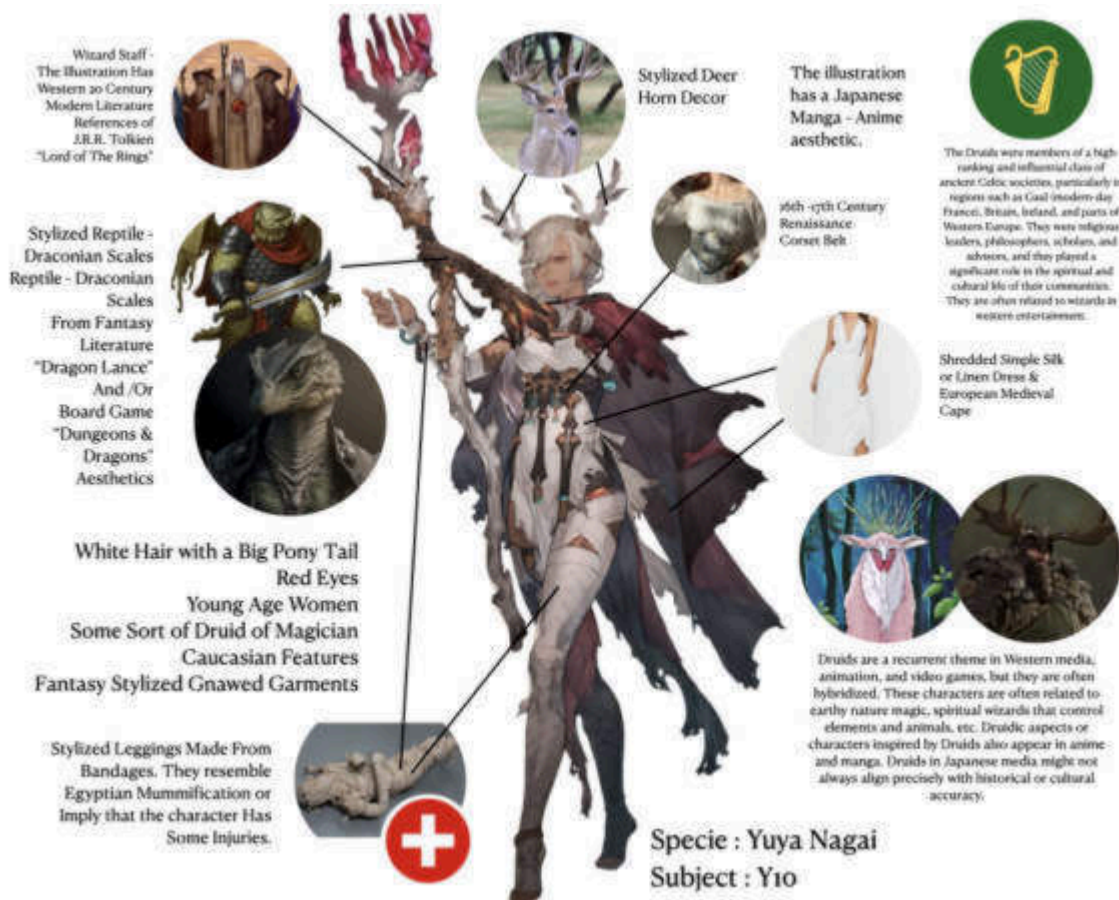 Wizard Staff -
The Illustration Has
Western 20 Century
Modern Literature
References of
J.R.R. Tolkien
"Lord of The Rings"
Stylized Deer
Horn Decor
The illustration
has a Japanese
Manga - Anime
aesthetic.
The Druids were members of a high
ranking and influential class of
ancient Celtic societies, particularly in
regions such as Gaul (modern-day
France), Britain, Ireland, and parts of
Western Europe. They were religious
leaders, philosophers, scholars, and
advisors, and they played a
significant role in the spiritual and
cultural life of their communities.
They are often related to wizards in
western entertainment.
16th -17th Century
Renaissance
Corset Belt
Stylized Reptile -
Draconian Scales
Reptile - Draconian
Scales
From Fantasy
Literature
"Dragon Lance"
And /Or
Board Game
"Dungeons &
Dragons"
Aesthetics
Shredded Simple Silk
or Linen Dress &
European Medieval
Cape
White Hair with a Big Pony Tail
Red Eyes
Young Age Women
Some Sort of Druid of Magician
Caucasian Features
Fantasy Stylized Gnawed Garments
Druids are a recurrent theme in Western media,
animation, and video games, but they are often
hybridized. These characters are often related to
earthy nature magic, spiritual wizards that control
elements and animals, etc. Druidic aspects or
characters inspired by Druids also appear in anime
and manga. Druids in Japanese media might not
always align precisely with historical or cultural
accuracy.
Stylized Leggings Made From
Bandages. They resemble
Egyptian Mummification or
Imply that the character Has
Some Injuries.
Specie : Yuya Nagai
Subject : Y10